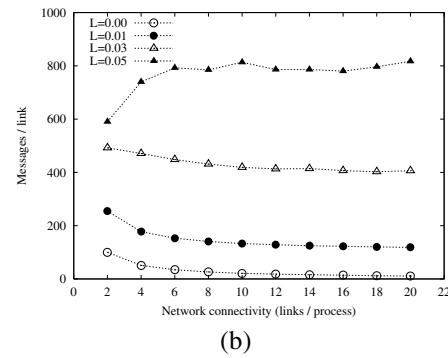 1000
800
600
400
200
0
Messages / link
L=0.00
L=0.01
L=0.03
L=0.05
0 2 4 6 8 10 12 14 16 18 20 22
Network connectivity (links / process)
(b)